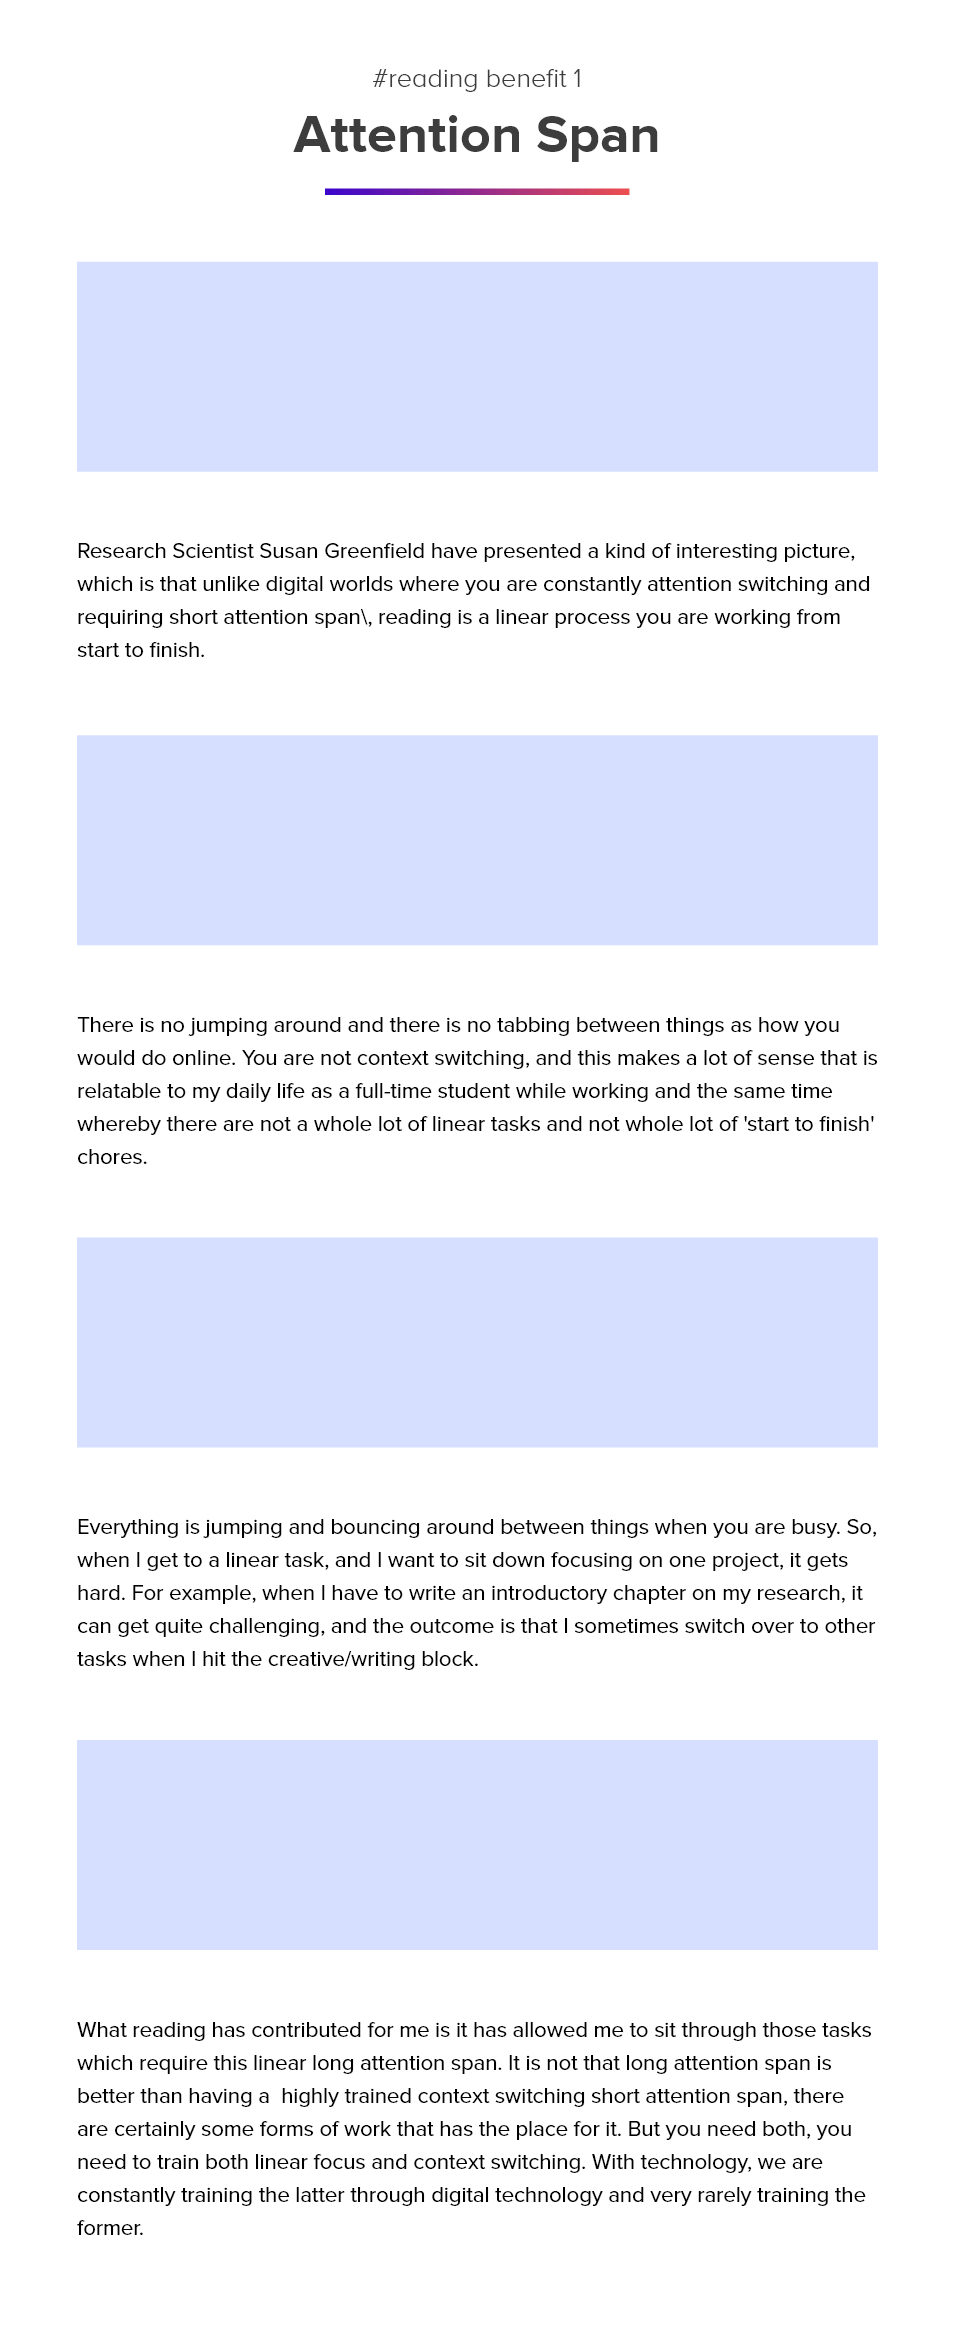 #reading benefit 1
Attention Span
Research Scientist Susan Greenfield have presented a kind of interesting picture,
which is that unlike digital worlds where you are constantly attention switching and
requiring short attention span\, reading is a linear process you are working from
start to finish.
There is no jumping around and there is no tabbing between things as how you
would do online. You are not context switching, and this makes a lot of sense that is
relatable to my daily life as a full-time student while working and the same time
whereby there are not a whole lot of linear tasks and not whole lot of 'start to finish'
chores.
Everything is jumping and bouncing around between things when you are busy. So,
when I get to a linear task, and I want to sit down focusing on one project, it gets
hard. For example, when I have to write an introductory chapter on my research, it
can get quite challenging, and the outcome is that I sometimes switch over to other
tasks when I hit the creative/writing block.
What reading has contributed for me is it has allowed me to sit through those tasks
which require this linear long attention span. It is not that long attention span is
better than having a  highly trained context switching short attention span, there
are certainly some forms of work that has the place for it. But you need both, you
need to train both linear focus and context switching. With technology, we are
constantly training the latter through digital technology and very rarely training the
former.